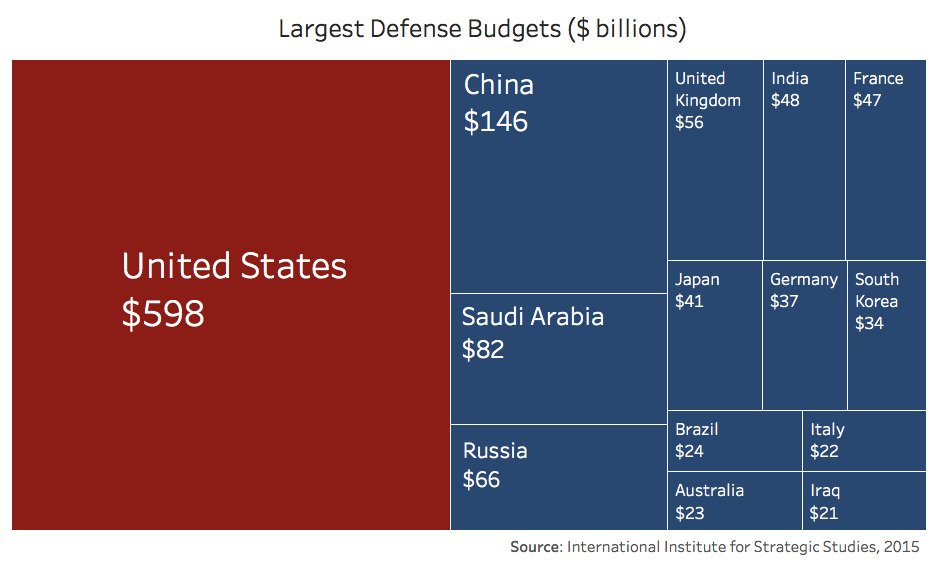 Largest Defense Budgets ($ billions)
United States
$598
China
$146
Saudi Arabia
$82
Russia
$66
United
Kingdom
$56
India
$48
France
$47
Japan
$41
Germany
$37
South
Korea
$34
Brazil
$24
Italy
$22
Australia
$23
Iraq
$21
Source: International Institute for Strategic Studies, 2015